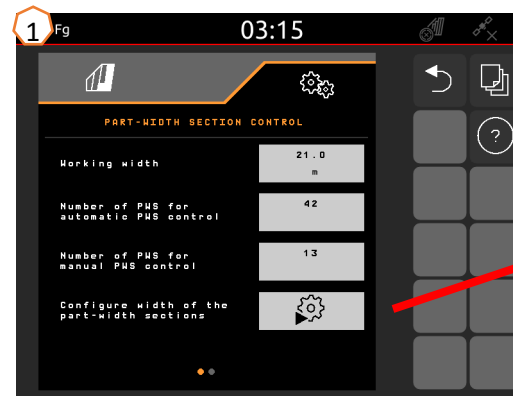 1
Fg
03:15
PART-WIDTH SECTION CONTROL
Working width
21.0
m
Number of PWS for
automatic PWS control
42
Number of PWS for
manual PWS control
13
Configure width of the
part-width sections
?